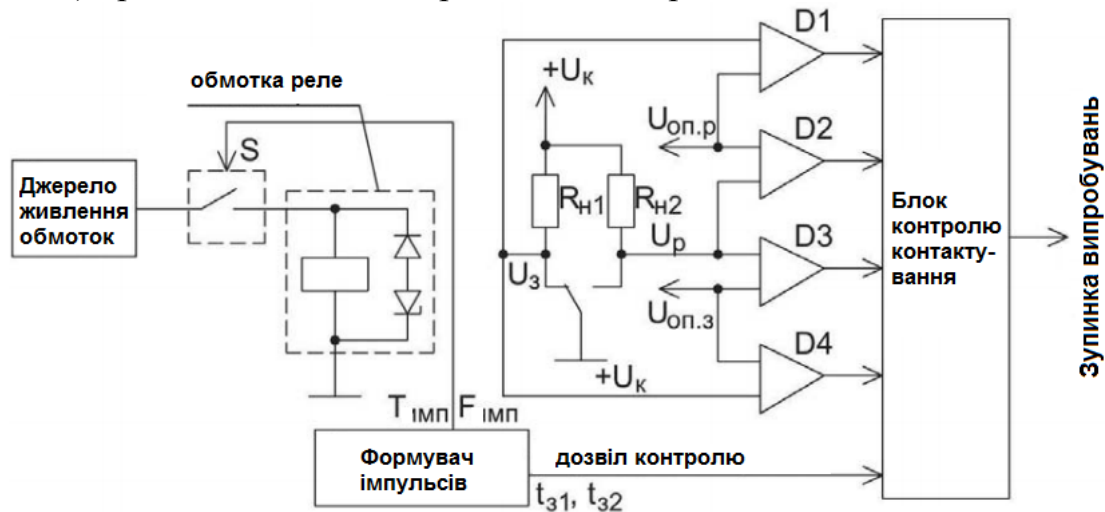 D1
+Uк
обмотка реле
Uоп.р
D2
S
Джерело
живлення
обмоток
Rн1
Rн2
Блок
контролю
контакту-
вання
Uр
D3
Uз
Uоп.з
D4
+Uк
Зупинка випробувань
Tімп Fімп
Формувач
імпульсів
дозвіл контролю
tз1, tз2